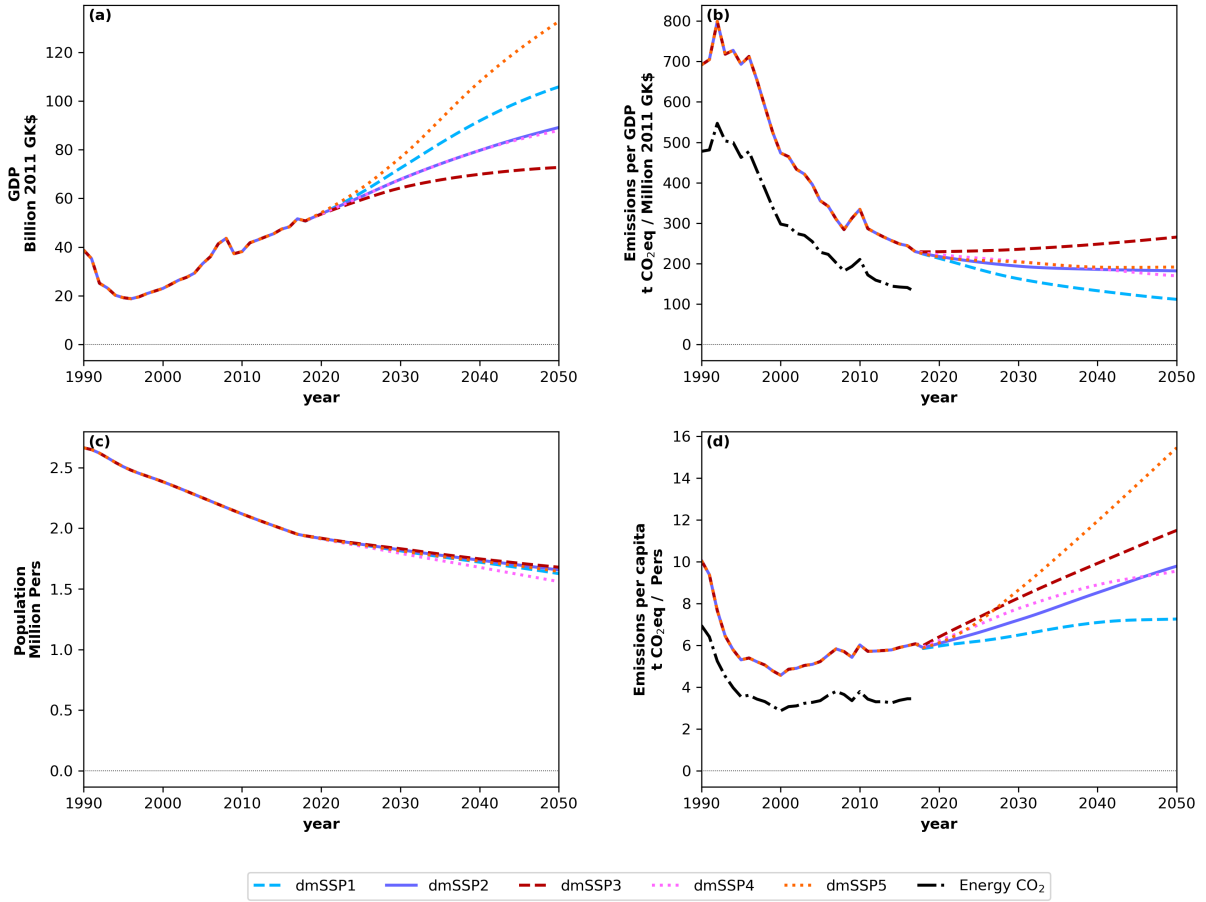 (a)
120
100
80
60
40
20
0
GDP
Billion 2011 GK$
1990 2000 2010 2020 2030 2040 2050
year
(b)
800
700
600
500
400
300
200
100
0
Emissions per GDP
t CO₂eq / Million 2011 GK$
1990 2000 2010 2020 2030 2040 2050
year
(c)
2.5
2.0
1.5
1.0
0.5
0.0
Population
Million Pers
1990 2000 2010 2020 2030 2040 2050
year
(d)
16
14
12
10
8
6
4
2
0
Emissions per capita
t CO₂eq / Pers
1990 2000 2010 2020 2030 2040 2050
year
dmSSP1 dmSSP2 dmSSP3 dmSSP4 dmSSP5 Energy CO₂